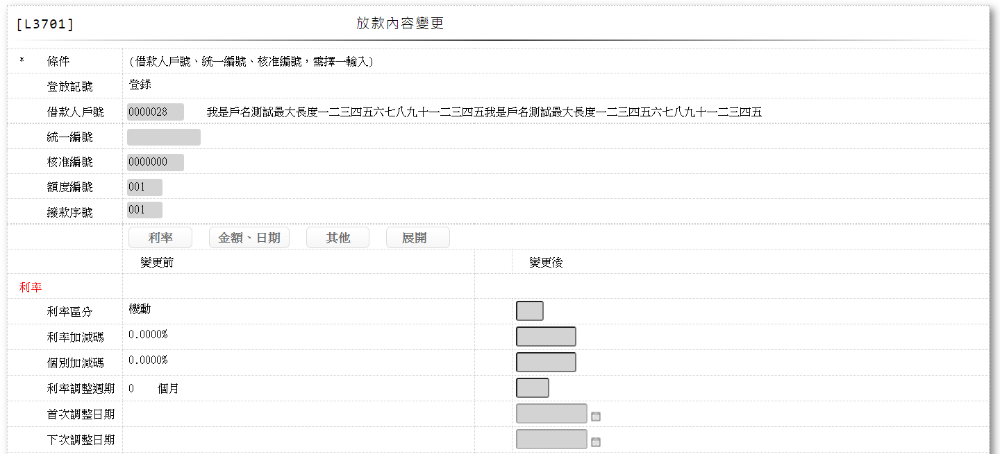 [L3701] 放款內容變更
* 條件 (借款人戶號、統一編號、核准編號，需擇一輸入)
登放記號 登錄
借款人戶號 0000028 我是戶名測試最大長度一二三四五六七八九十一二三四五我是戶名測試最大長度一二三四五六七八九十一二三四五
統一編號
核准編號 0000000
額度編號 001
撥款序號 001
利率 金額、日期 其他 展開
變更前 變更後
利率
利率區分 機動
利率加減碼 0.0000%
個別加減碼 0.0000%
利率調整週期 0 個月
首次調整日期
下次調整日期